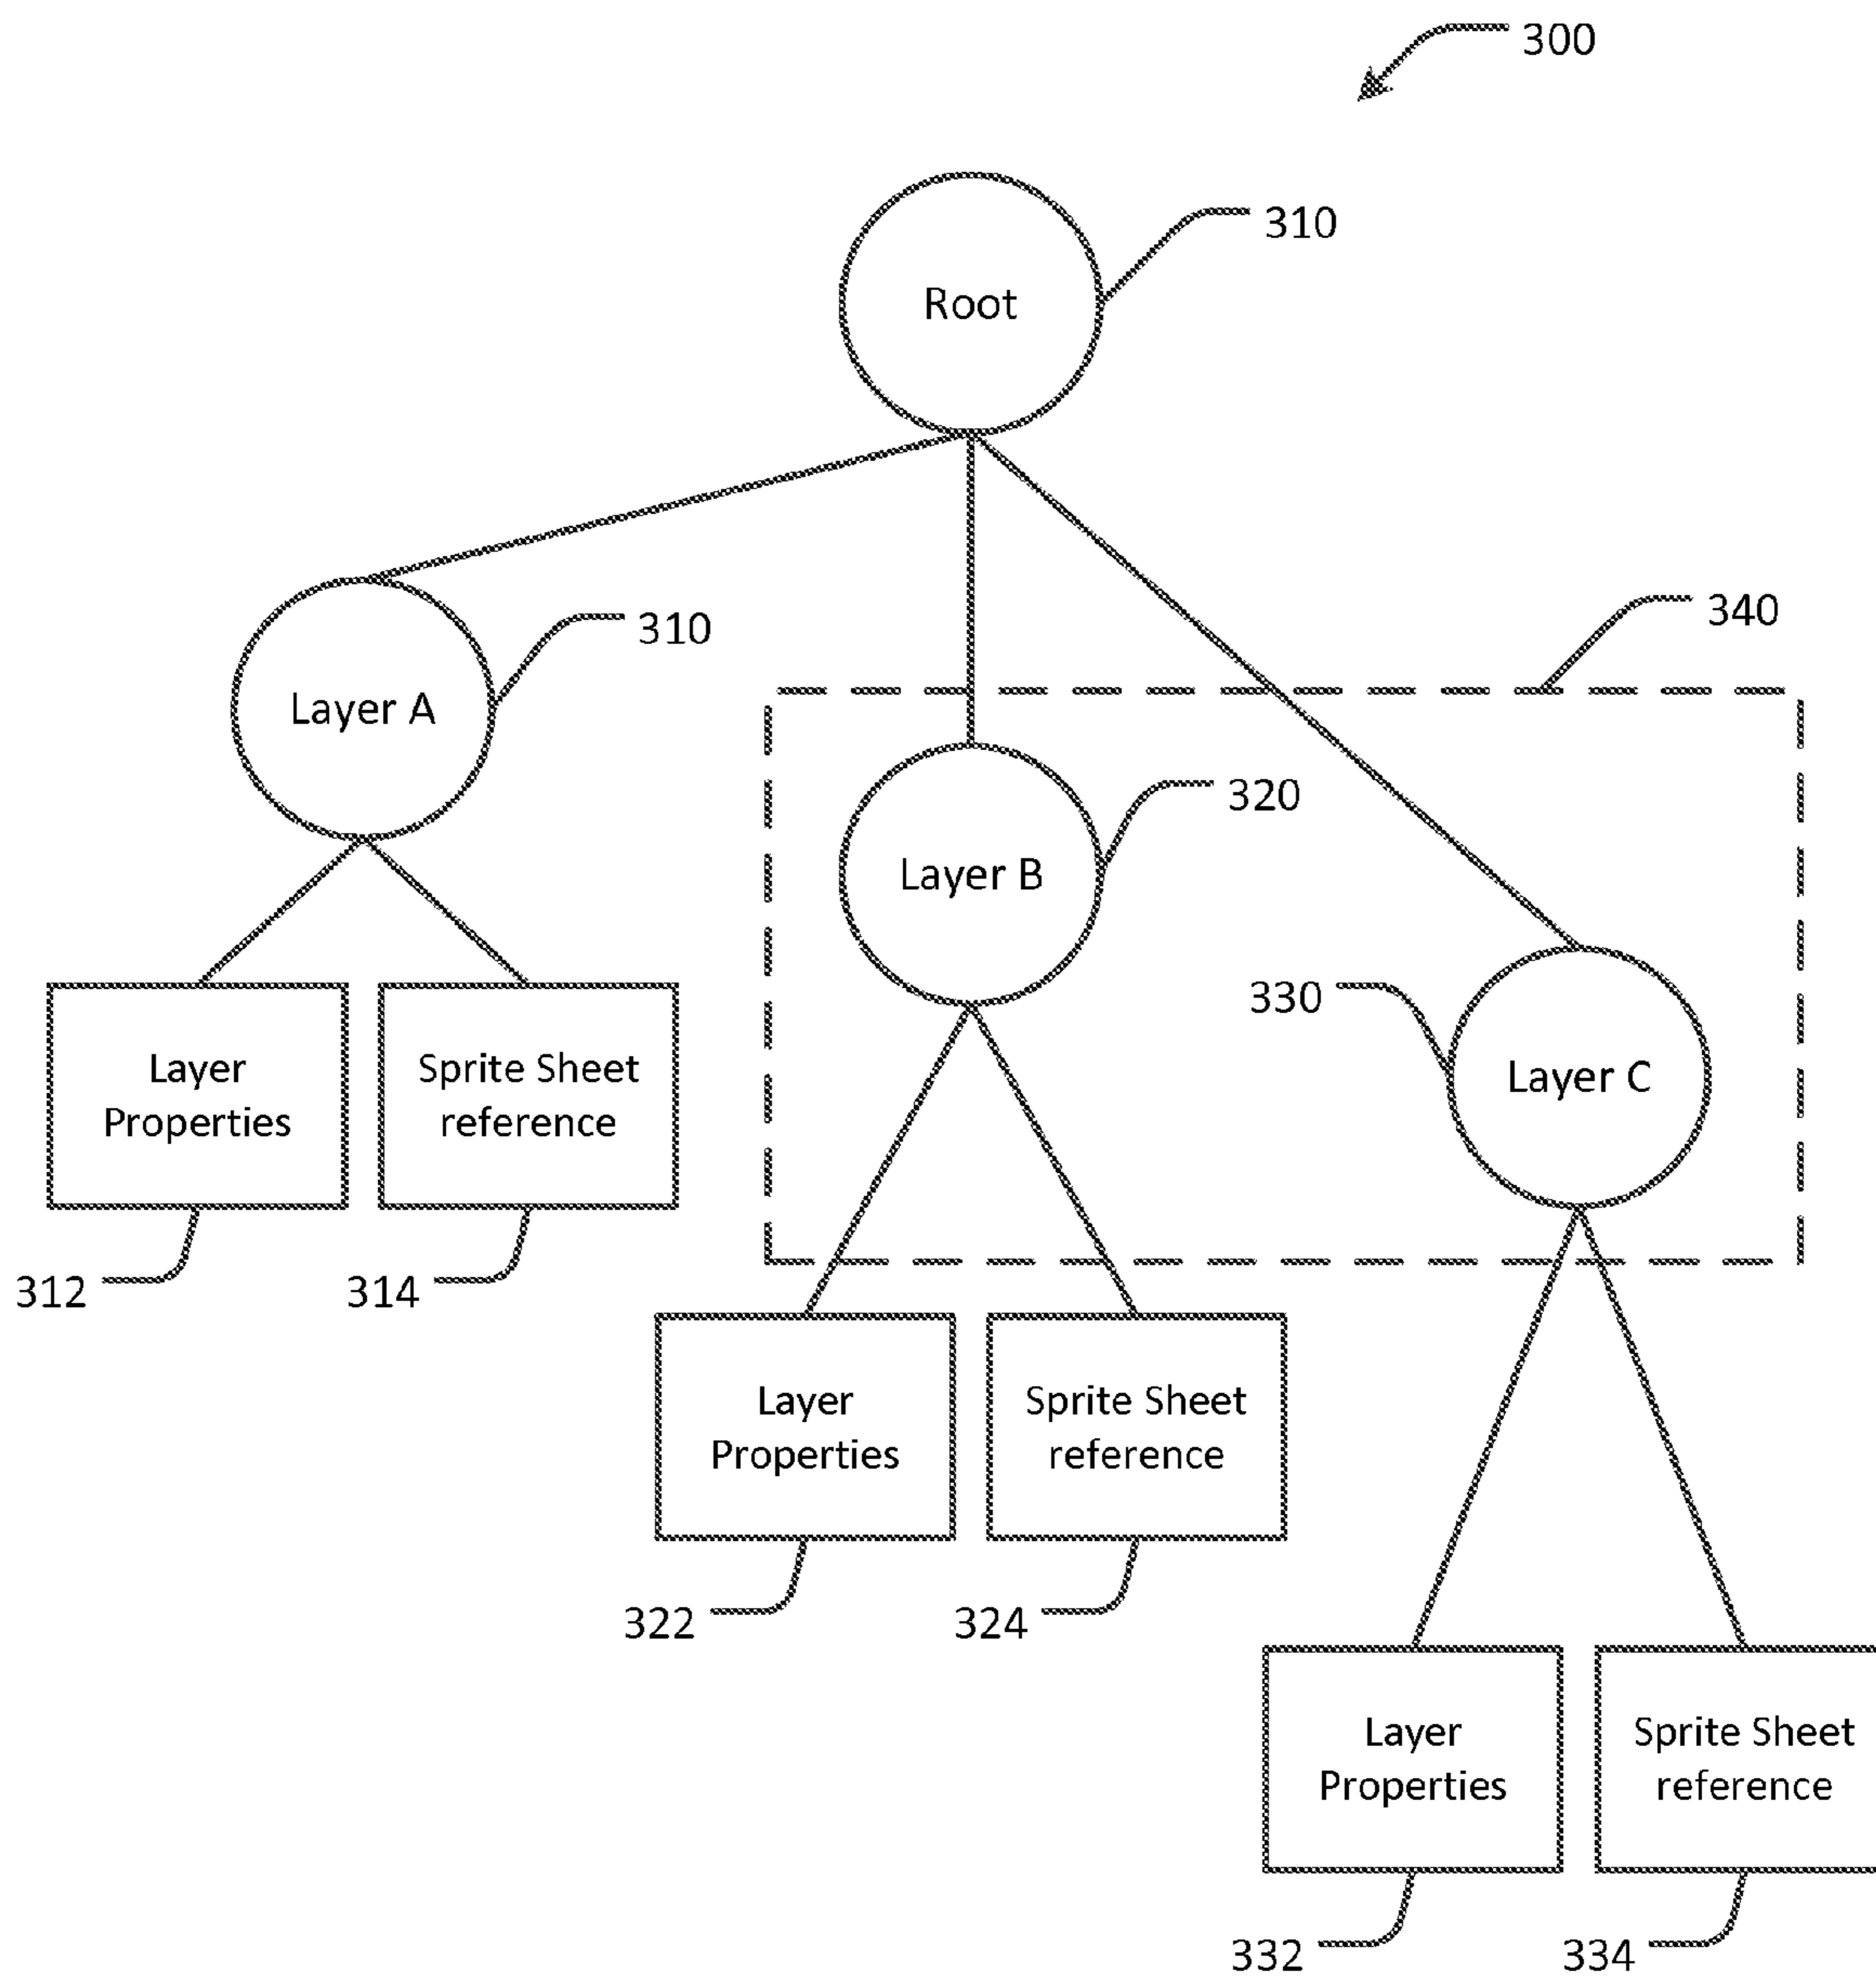 300
310
Root
310
340
Layer A
320
Layer B
330
Layer C
Layer
Properties
Sprite Sheet
reference
312
314
Layer
Properties
Sprite Sheet
reference
322
324
Layer
Properties
Sprite Sheet
reference
332
334